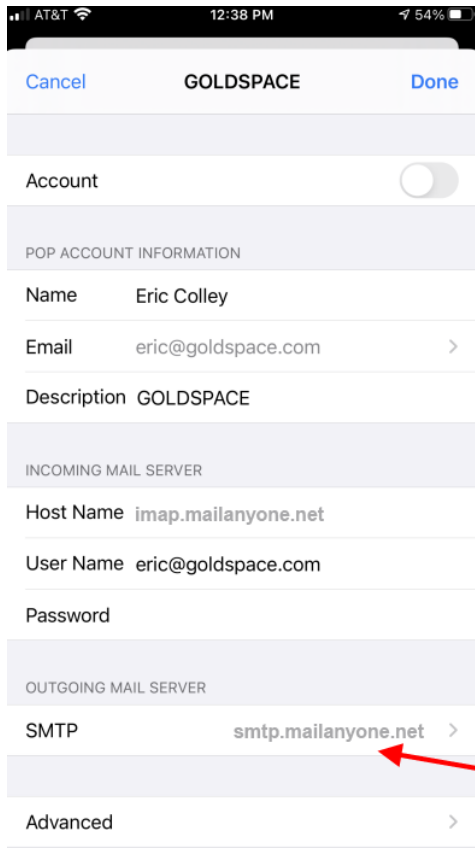 AT&T 12:38 PM 54%
Cancel GOLDSPACE Done
Account
POP ACCOUNT INFORMATION
Name Eric Colley
Email eric@goldspace.com
Description GOLDSPACE
INCOMING MAIL SERVER
Host Name imap.mailanyone.net
User Name eric@goldspace.com
Password
OUTGOING MAIL SERVER
SMTP smtp.mailanyone.net
Advanced